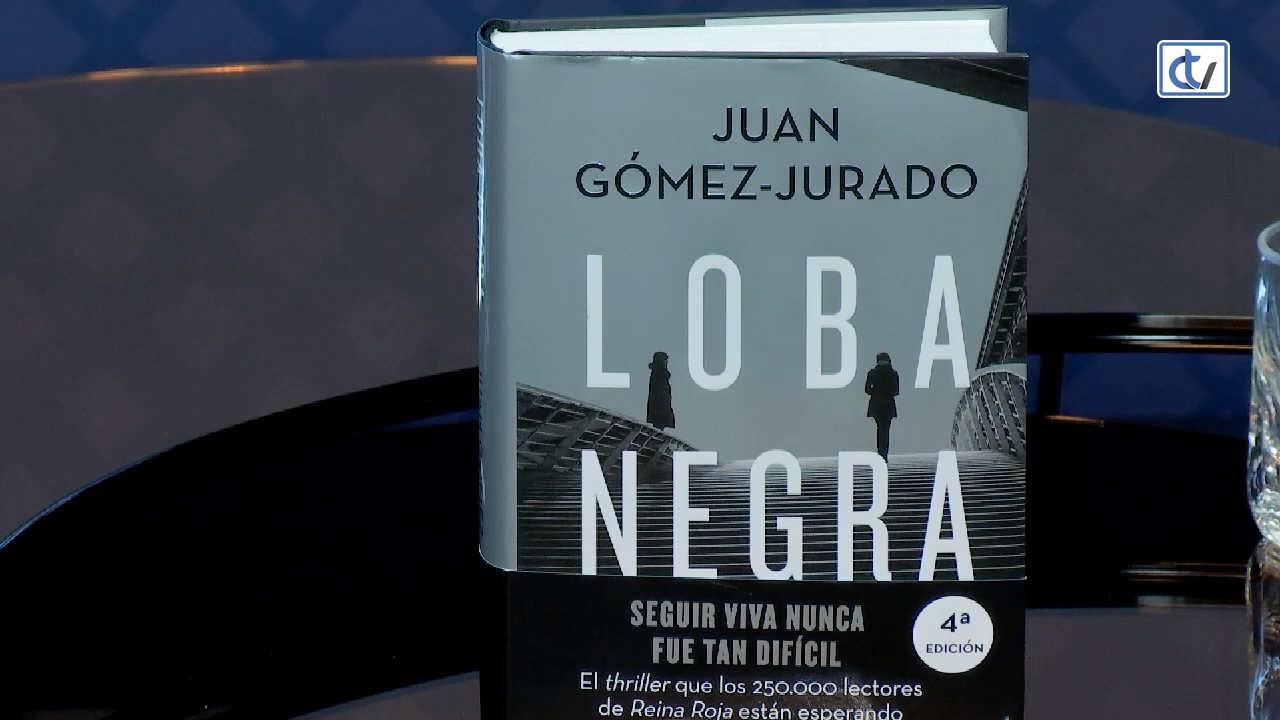 ctv
JUAN
GÓMEZ-JURADO
LOBA
NEGRA
SEGUIR VIVA NUNCA
FUE TAN DIFÍCIL
4ª
EDICIÓN
El thriller que los 250.000 lectores
de Reina Roja están esperando